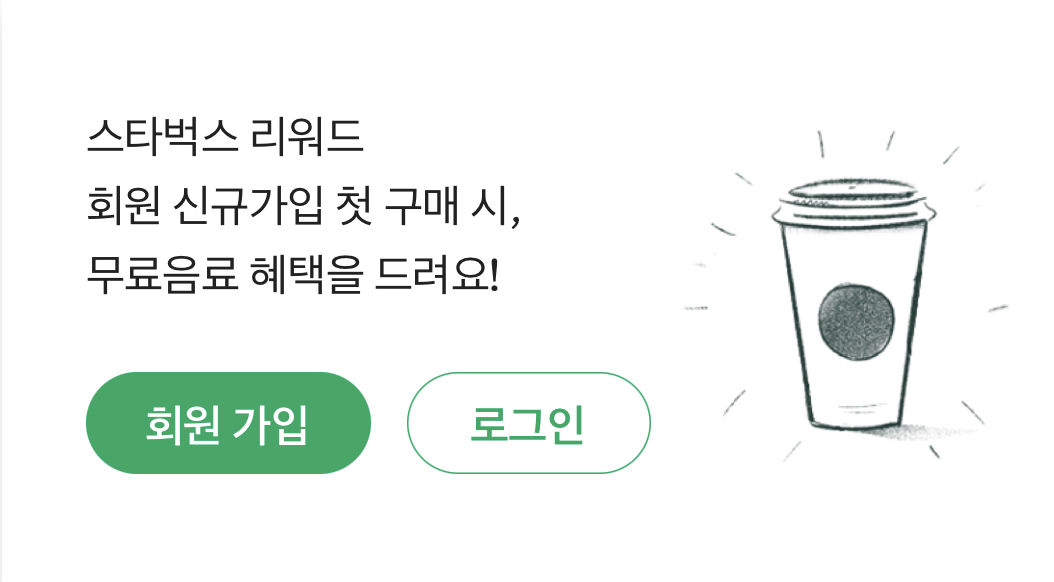 스타벅스 리워드
회원 신규가입 첫 구매 시,
무료음료 혜택을 드려요!
회원 가입
로그인